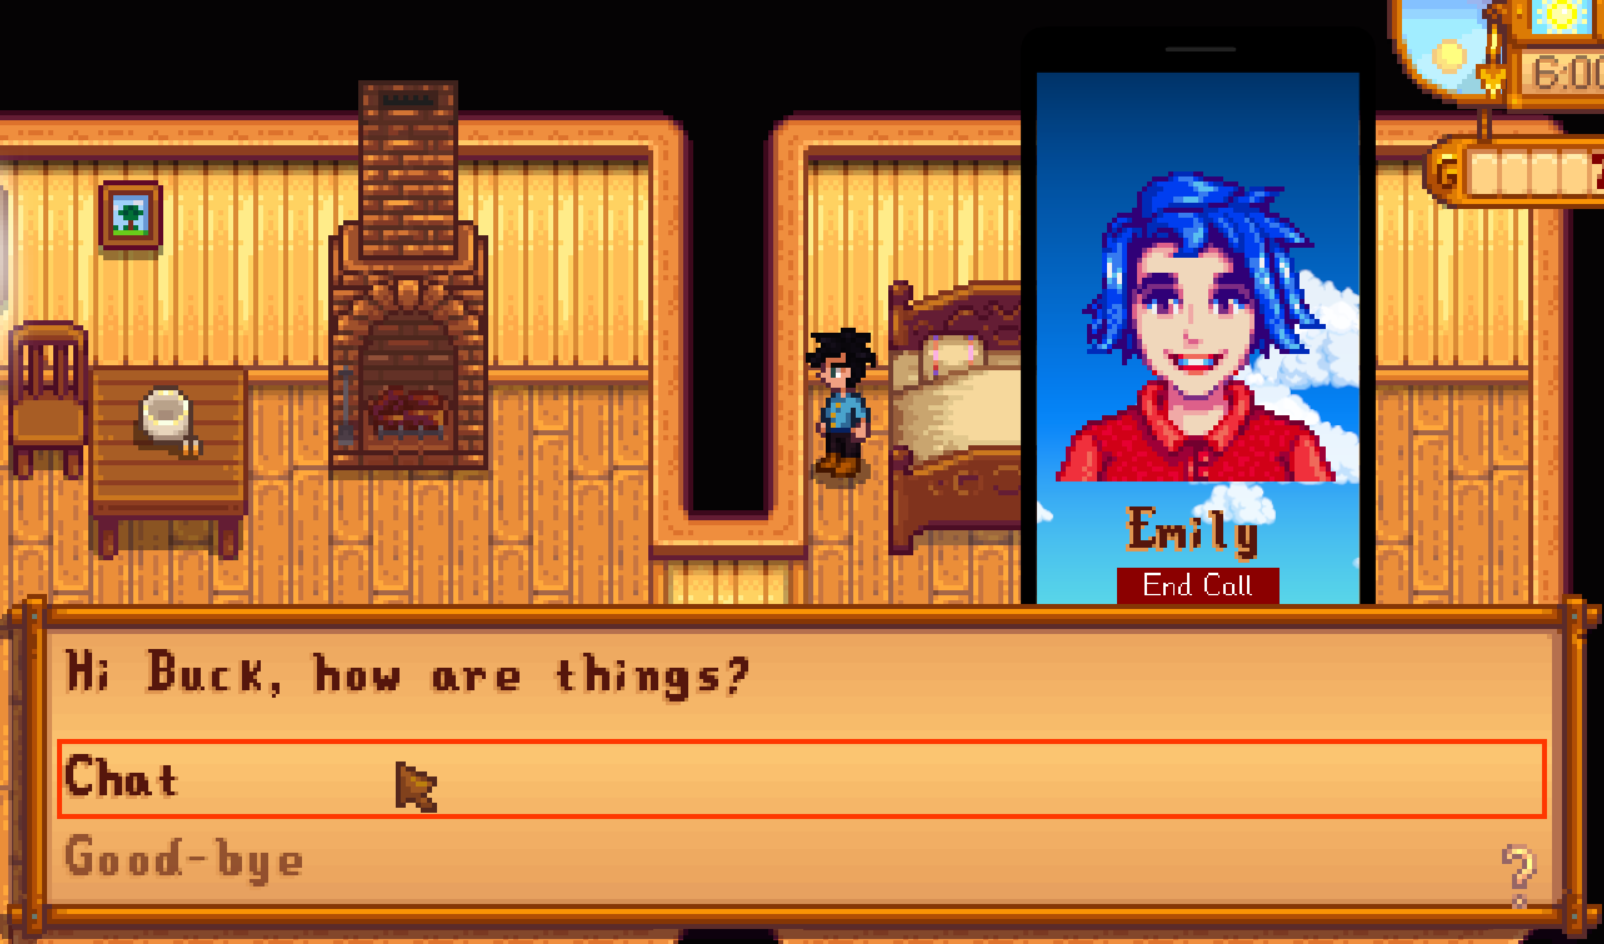 6:00
G
Emily
End Call
Hi Buck, how are things?
Chat
Good-bye
?